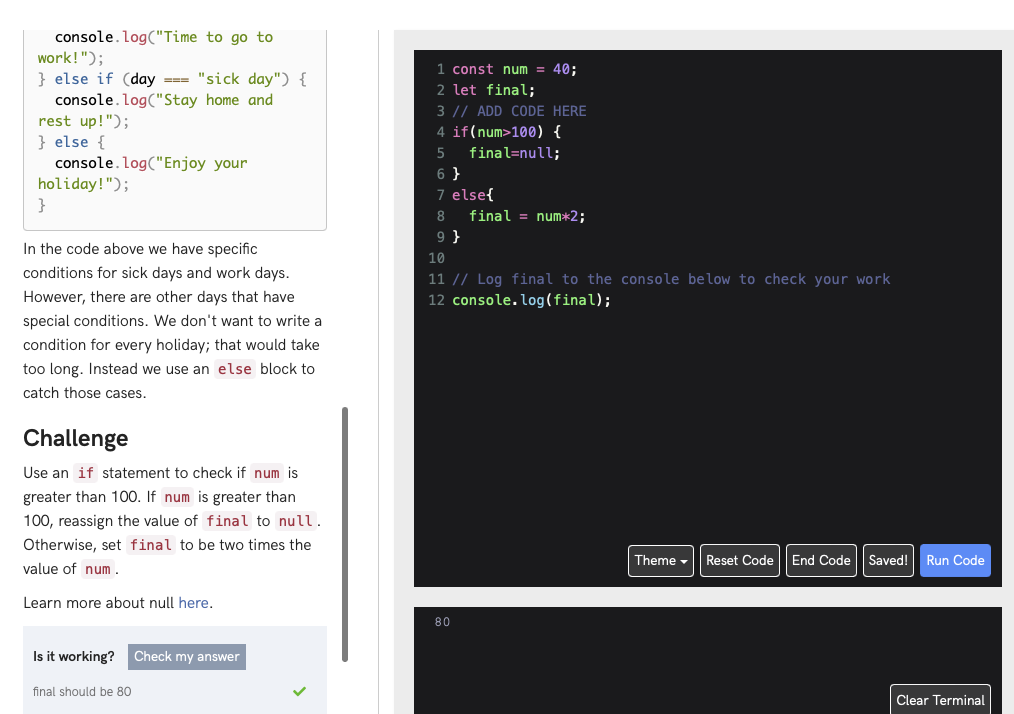 console.log("Time to go to
work!");
} else if (day === "sick day") {
console.log("Stay home and
rest up!");
} else {
console.log("Enjoy your
holiday!");
}
In the code above we have specific
conditions for sick days and work days.
However, there are other days that have
special conditions. We don't want to write a
condition for every holiday; that would take
too long. Instead we use an else block to
catch those cases.
Challenge
Use an if statement to check if num is
greater than 100. If num is greater than
100, reassign the value of final to null.
Otherwise, set final to be two times the
value of num.
Learn more about null here.
Is it working? Check my answer
final should be 80
1 const num = 40;
2 let final;
3 // ADD CODE HERE
4 if(num>100) {
5 final=null;
6 }
7 else{
8 final = num*2;
9 }
10
11 // Log final to the console below to check your work
12 console.log(final);
Theme Reset Code End Code Saved! Run Code
80
Clear Terminal